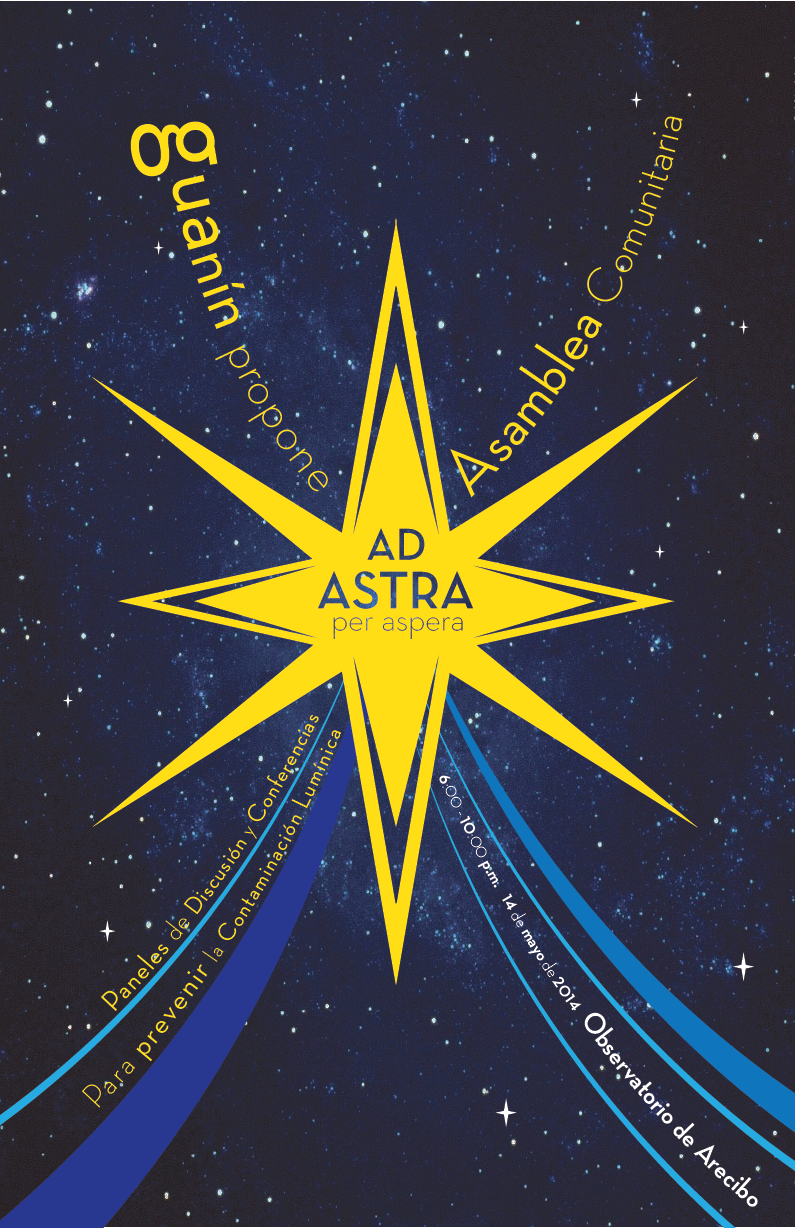 guanín propone
Asamblea Comunitaria
AD
ASTRA
per aspera
Paneles de Discusión y Conferencias
Para prevenir la Contaminación Lumínica
6:00 - 10:00 p.m. 14 de mayo de 2014 Observatorio de Arecibo